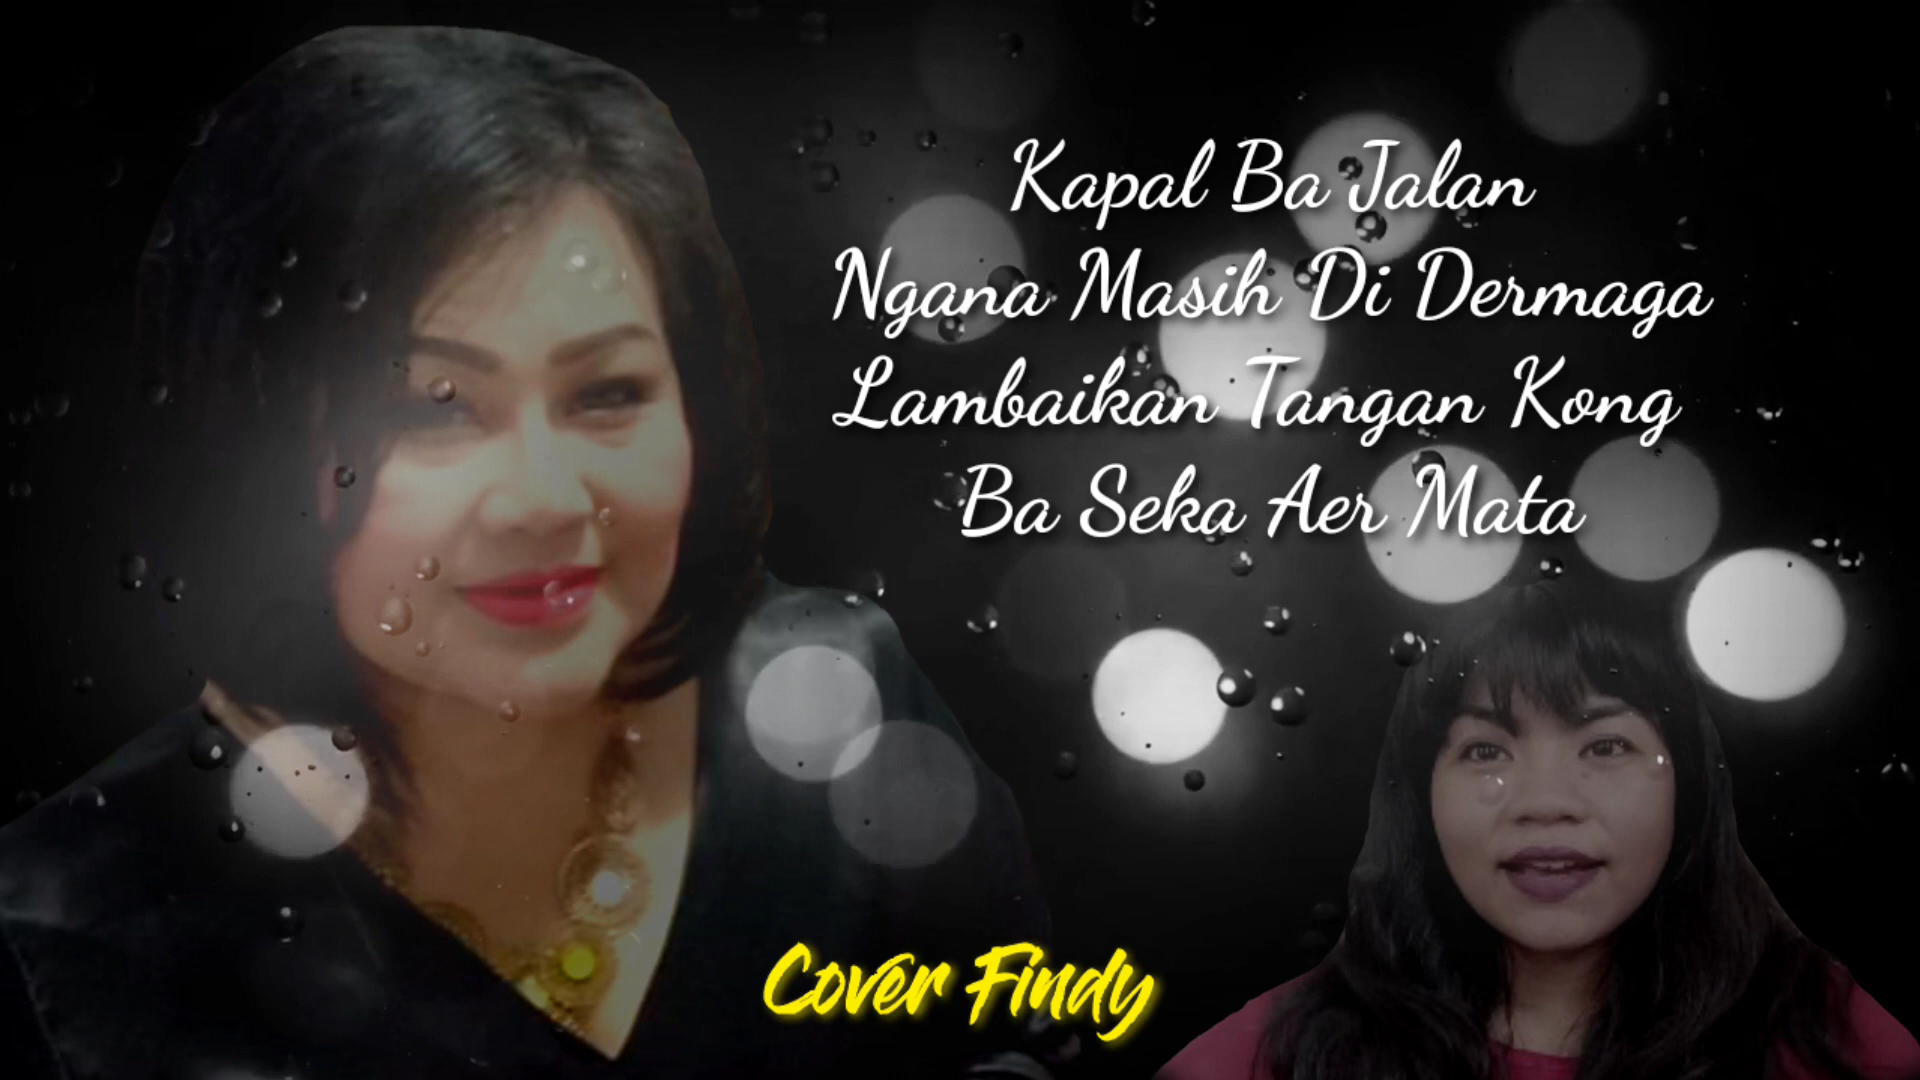 Kapal Ba Jalan
Ngana Masih Di Dermaga
Lambaikan Tangan Kong
Ba Seka Aer Mata
Cover Findy